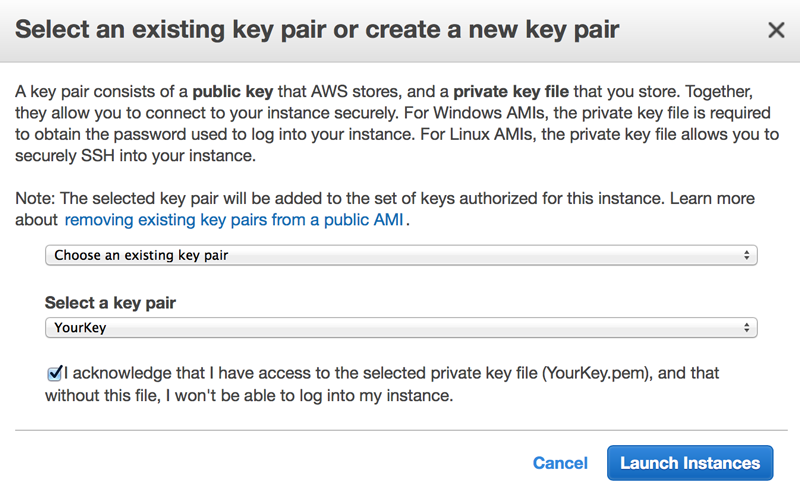 Select an existing key pair or create a new key pair
A key pair consists of a public key that AWS stores, and a private key file that you store. Together,
they allow you to connect to your instance securely. For Windows AMIs, the private key file is required
to obtain the password used to log into your instance. For Linux AMIs, the private key file allows you to
securely SSH into your instance.
Note: The selected key pair will be added to the set of keys authorized for this instance. Learn more
about removing existing key pairs from a public AMI.
Choose an existing key pair
Select a key pair
YourKey
I acknowledge that I have access to the selected private key file (YourKey.pem), and that
without this file, I won't be able to log into my instance.
Cancel Launch Instances